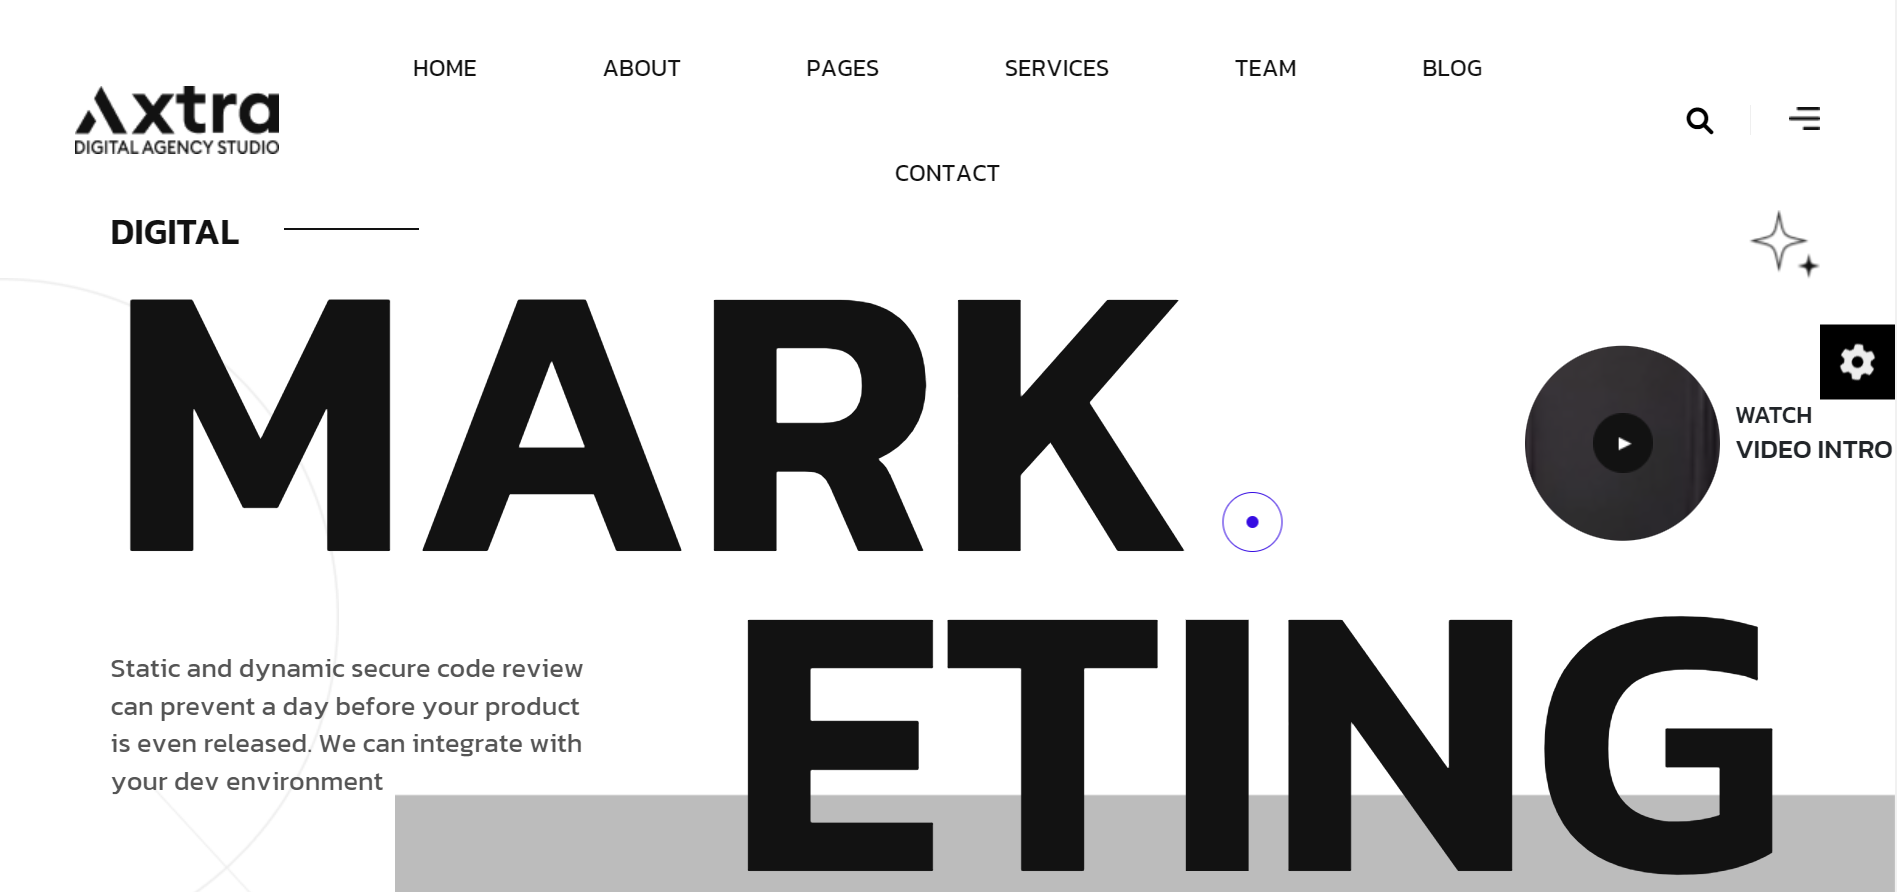 Axtra
DIGITAL AGENCY STUDIO
HOME ABOUT PAGES SERVICES TEAM BLOG
CONTACT
DIGITAL
MARK
WATCH
VIDEO INTRO
ETING
Static and dynamic secure code review
can prevent a day before your product
is even released. We can integrate with
your dev environment